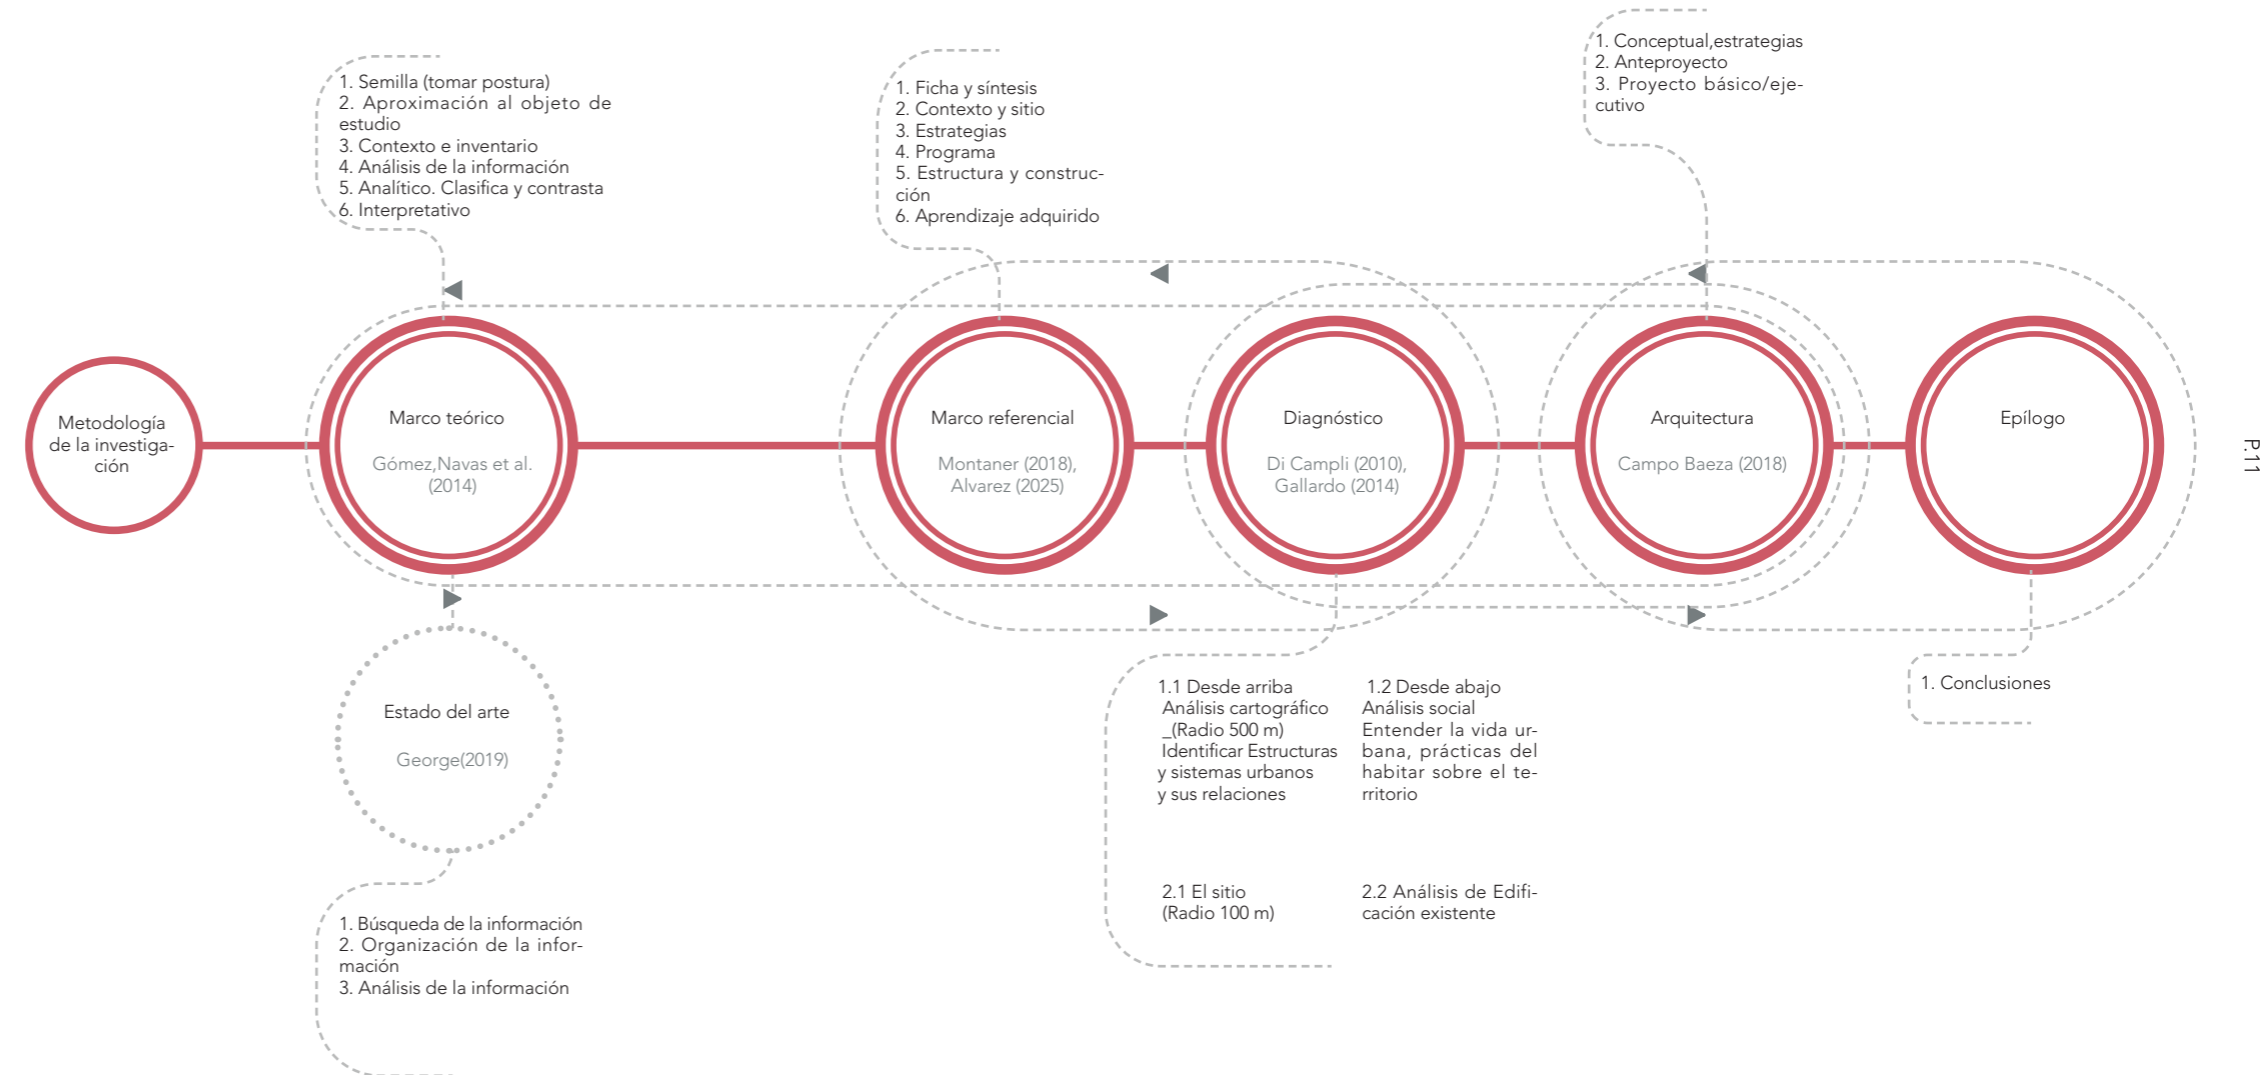 1. Semilla (tomar postura)
2. Aproximación al objeto de
estudio
3. Contexto e inventario
4. Análisis de la información
5. Analítico. Clasifica y contrasta
6. Interpretativo
1. Ficha y síntesis
2. Contexto y sitio
3. Estrategias
4. Programa
5. Estructura y construc-
ción
6. Aprendizaje adquirido
1. Conceptual,estrategias
2. Anteproyecto
3. Proyecto básico/eje-
cutivo
Metodología
de la investiga-
ción
Marco teórico
Gómez,Navas et al.
(2014)
Marco referencial
Montaner (2018),
Alvarez (2025)
Diagnóstico
Di Campli (2010),
Gallardo (2014)
Arquitectura
Campo Baeza (2018)
Epílogo
P.11
Estado del arte
George(2019)
1. Búsqueda de la información
2. Organización de la infor-
mación
3. Análisis de la información
1.1 Desde arriba
Análisis cartográfico
_(Radio 500 m)
Identificar Estructuras
y sistemas urbanos
y sus relaciones
1.2 Desde abajo
Análisis social
Entender la vida ur-
bana, prácticas del
habitar sobre el te-
rritorio
2.1 El sitio
(Radio 100 m)
2.2 Análisis de Edifi-
cación existente
1. Conclusiones